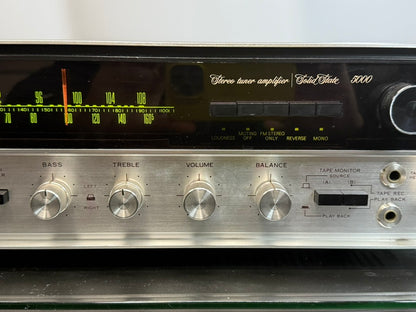 Stereo tuner amplifier | Solid State 5000
96 100 104 108
70 80 100 120 140 160
LOUDNESS MUTING OFF FM STEREO ONLY REVERSE MONO
BASS TREBLE VOLUME BALANCE
TAPE MONITOR
SOURCE
(A) (B)
LEFT
RIGHT
PLAY BACK
TAPE REC
PLAY BACK